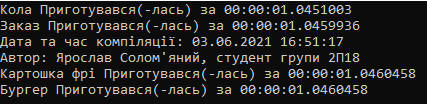 Кола Приготувався(-лась) за 00:00:01.0451003
Заказ Приготувався(-лась) за 00:00:01.0459936
Дата та час компіляції: 03.06.2021 16:51:17
Автор: Ярослав Солом'яний, студент групи 2П18
Картошка фрі Приготувався(-лась) за 00:00:01.0460458
Бургер Приготувався(-лась) за 00:00:01.0460458